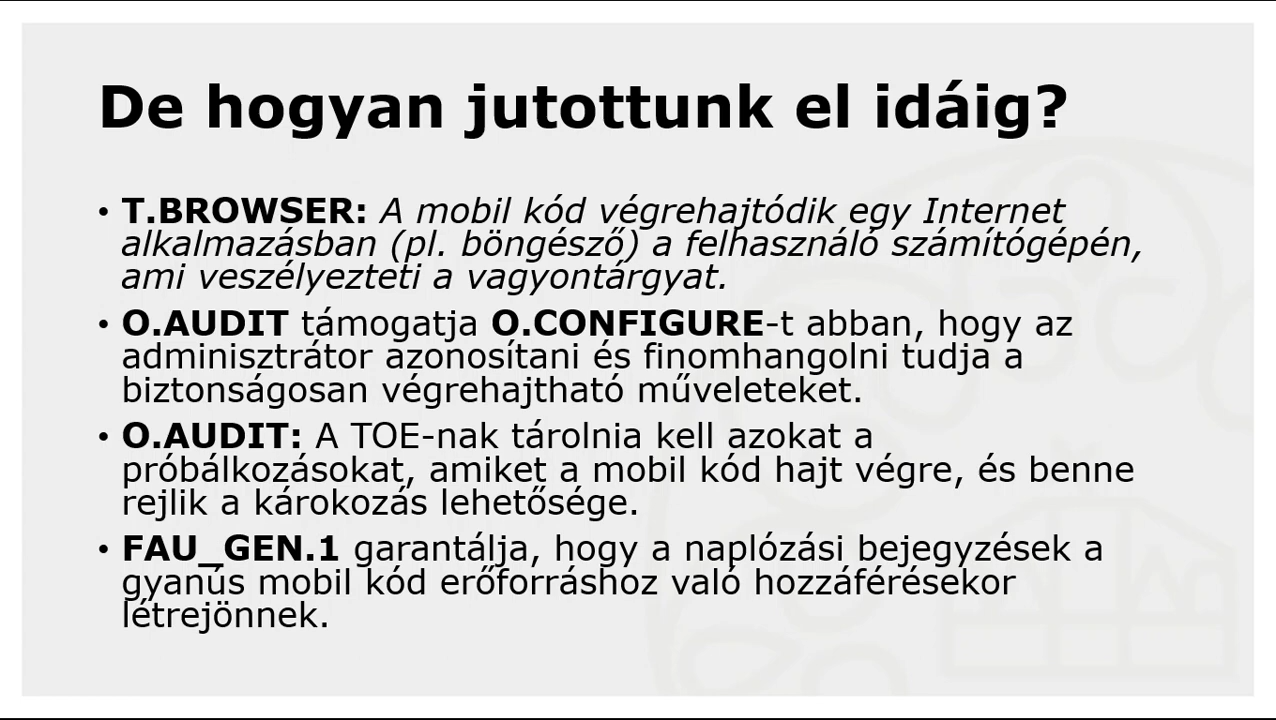 De hogyan jutottunk el idáig?
• T.BROWSER: A mobil kód végrehajtódik egy Internet
alkalmazásban (pl. böngésző) a felhasználó számítógépén,
ami veszélyezteti a vagyontárgyat.
• O.AUDIT támogatja O.CONFIGURE-t abban, hogy az
adminisztrátor azonosítani és finomhangolni tudja a
biztonságosan végrehajtható műveleteket.
• O.AUDIT: A TOE-nak tárolnia kell azokat a
próbálkozásokat, amiket a mobil kód hajt végre, és benne
rejlik a károkozás lehetősége.
• FAU_GEN.1 garantálja, hogy a naplózási bejegyzések a
gyanús mobil kód erőforráshoz való hozzáférésekor
létrejönnek.